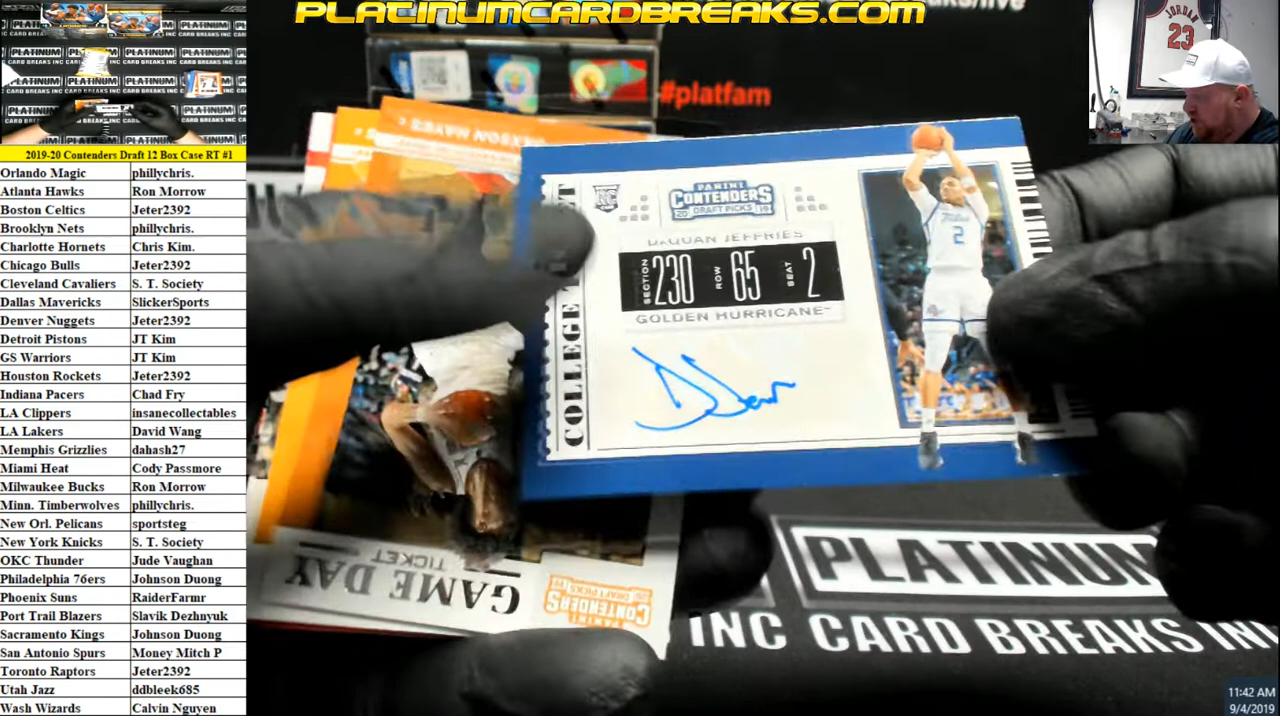 PLATINUMCARDBREAKS.COM
#platfam
JORDAN
23
2019-20 Contenders Draft 12 Box Case RT #1
Orlando Magic phillychris.
Atlanta Hawks Ron Morrow
Boston Celtics Jeter2392
Brooklyn Nets phillychris.
Charlotte Hornets Chris Kim.
Chicago Bulls Jeter2392
Cleveland Cavaliers S. T. Society
Dallas Mavericks SlickerSports
Denver Nuggets Jeter2392
Detroit Pistons JT Kim
GS Warriors JT Kim
Houston Rockets Jeter2392
Indiana Pacers Chad Fry
LA Clippers insanecollectables
LA Lakers David Wang
Memphis Grizzlies dahash27
Miami Heat Cody Passmore
Milwaukee Bucks Ron Morrow
Minn. Timberwolves phillychris.
New Orl. Pelicans sportsteg
New York Knicks S. T. Society
OKC Thunder Jude Vaughan
Philadelphia 76ers Johnson Duong
Phoenix Suns RaiderFarmr
Port Trail Blazers Slavik Dezhnyuk
Sacramento Kings Johnson Duong
San Antonio Spurs Money Mitch P
Toronto Raptors Jeter2392
Utah Jazz ddbleek685
Wash Wizards Calvin Nguyen
RC
PANINI
CONTENDERS
2019 DRAFT PICKS
DAQUAN JEFFRIES
SECTION 230 ROW 65 SEAT 2
GOLDEN HURRICANE
COLLEGE
2
GAME DAY
TICKET
CONTENDERS
DRAFT PICKS
PLATINUM
INC CARD BREAKS INC
11:42 AM
9/4/2019